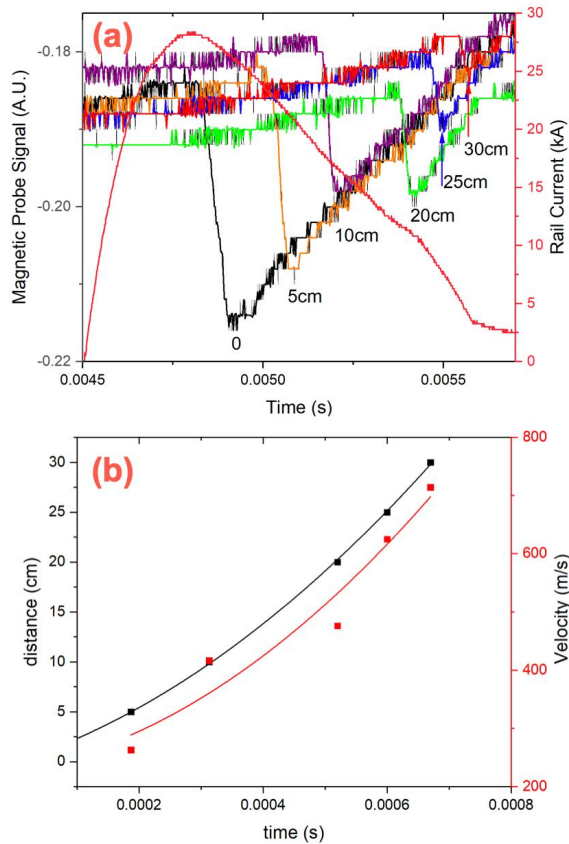 (a)
Magnetic Probe Signal (A.U.)
-0.18
-0.20
-0.22
30
25
20
15
10
5
0
Rail Current (kA)
30cm
25cm
20cm
10cm
5cm
0
0.0045
0.0050
0.0055
Time (s)
(b)
distance (cm)
30
25
20
15
10
5
0
800
600
400
200
Velocity (m/s)
0.0002
0.0004
0.0006
0.0008
time (s)